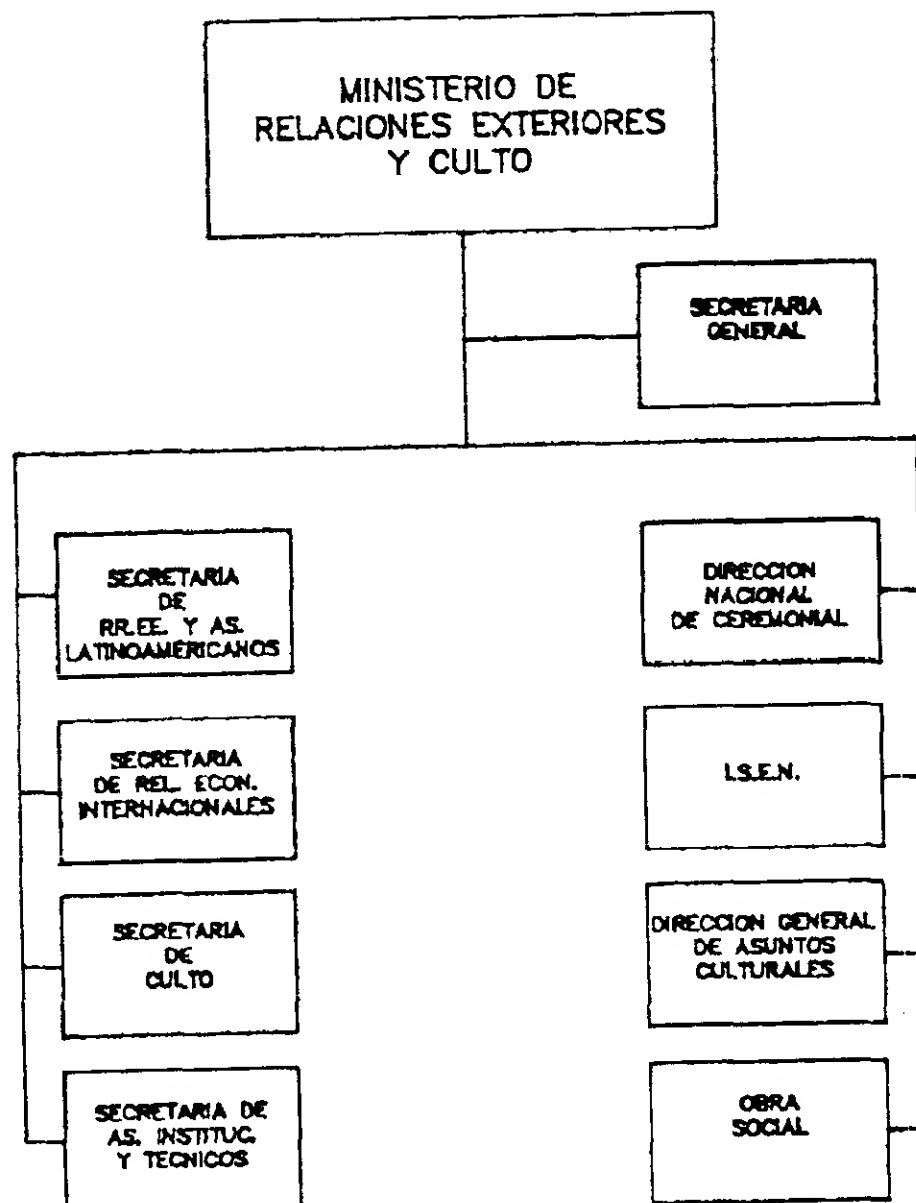 MINISTERIO DE
RELACIONES EXTERIORES
Y CULTO
SECRETARIA
GENERAL
SECRETARIA
DE
RR.EE. Y AS.
LATINOAMERICANOS
SECRETARIA
DE REL. ECON.
INTERNACIONALES
SECRETARIA
DE
CULTO
SECRETARIA DE
AS. INSTITUC.
Y TECNICOS
DIRECCION
NACIONAL
DE CEREMONIAL
I.S.E.N.
DIRECCION GENERAL
DE ASUNTOS
CULTURALES
OBRA
SOCIAL